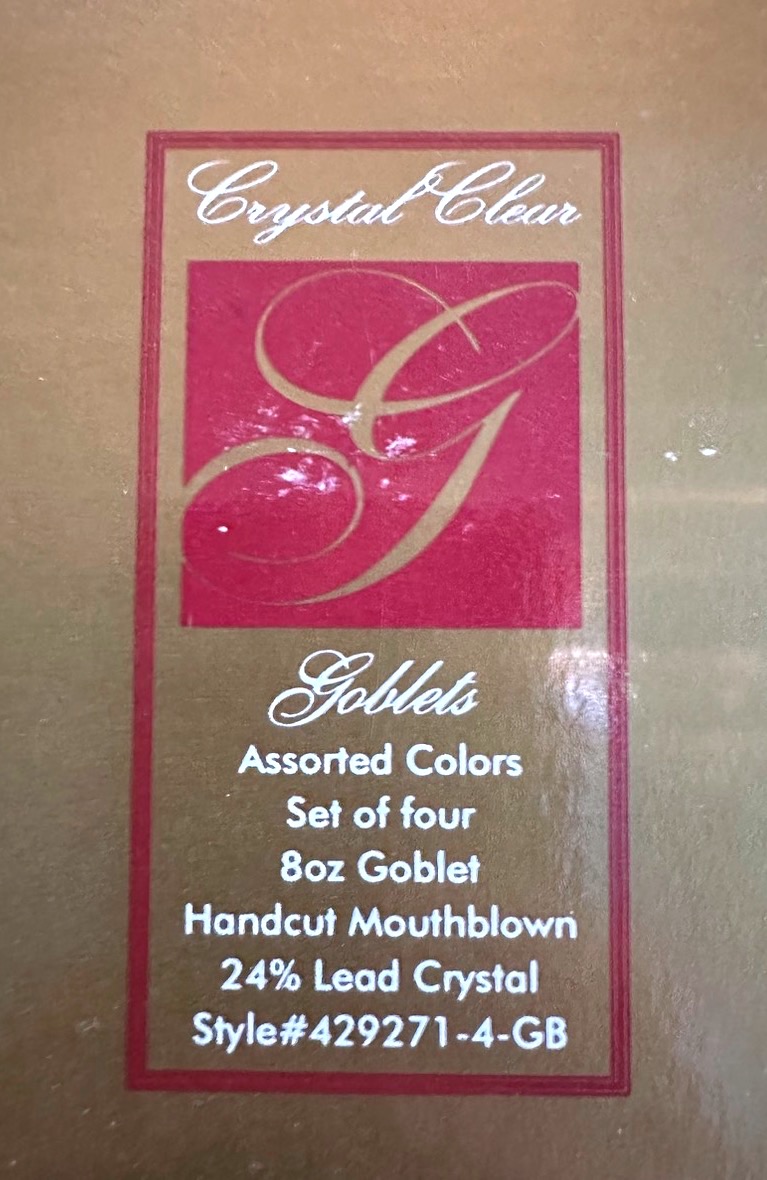 Crystal Clear
G
Goblets
Assorted Colors
Set of four
8oz Goblet
Handcut Mouthblown
24% Lead Crystal
Style#429271-4-GB